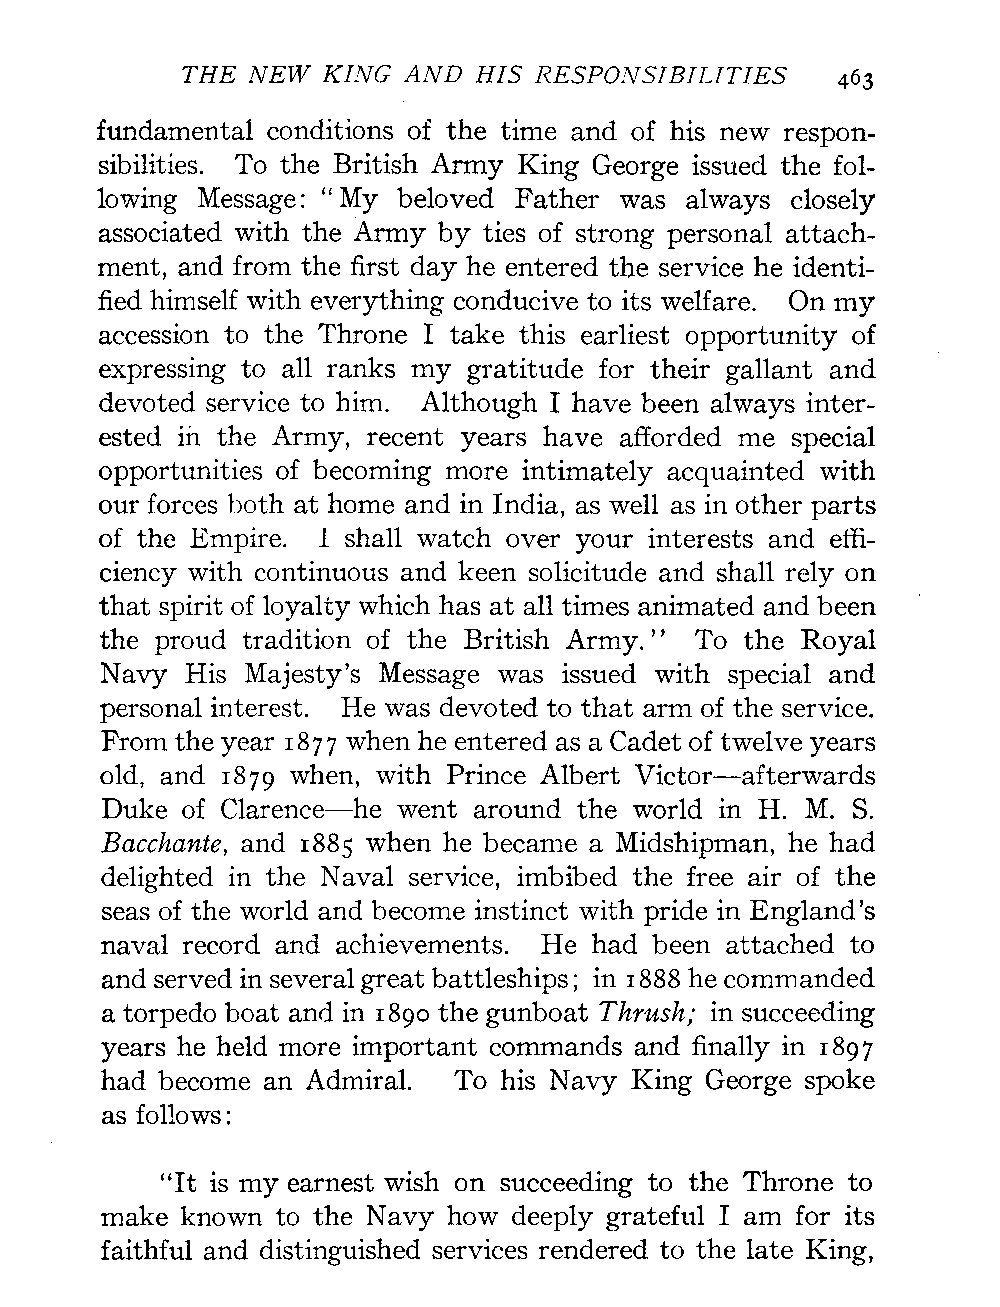 THE NEW KING AND HIS RESPONSIBILITIES 463
fundamental conditions of the time and of his new respon-
sibilities. To the British Army King George issued the fol-
lowing Message: "My beloved Father was always closely
associated with the Army by ties of strong personal attach-
ment, and from the first day he entered the service he identi-
fied himself with everything conducive to its welfare. On my
accession to the Throne I take this earliest opportunity of
expressing to all ranks my gratitude for their gallant and
devoted service to him. Although I have been always inter-
ested in the Army, recent years have afforded me special
opportunities of becoming more intimately acquainted with
our forces both at home and in India, as well as in other parts
of the Empire. I shall watch over your interests and effi-
ciency with continuous and keen solicitude and shall rely on
that spirit of loyalty which has at all times animated and been
the proud tradition of the British Army." To the Royal
Navy His Majesty's Message was issued with special and
personal interest. He was devoted to that arm of the service.
From the year 1877 when he entered as a Cadet of twelve years
old, and 1879 when, with Prince Albert Victor—afterwards
Duke of Clarence—he went around the world in H. M. S.
Bacchante, and 1885 when he became a Midshipman, he had
delighted in the Naval service, imbibed the free air of the
seas of the world and become instinct with pride in England's
naval record and achievements. He had been attached to
and served in several great battleships; in 1888 he commanded
a torpedo boat and in 1890 the gunboat Thrush; in succeeding
years he held more important commands and finally in 1897
had become an Admiral. To his Navy King George spoke
as follows:
"It is my earnest wish on succeeding to the Throne to
make known to the Navy how deeply grateful I am for its
faithful and distinguished services rendered to the late King,